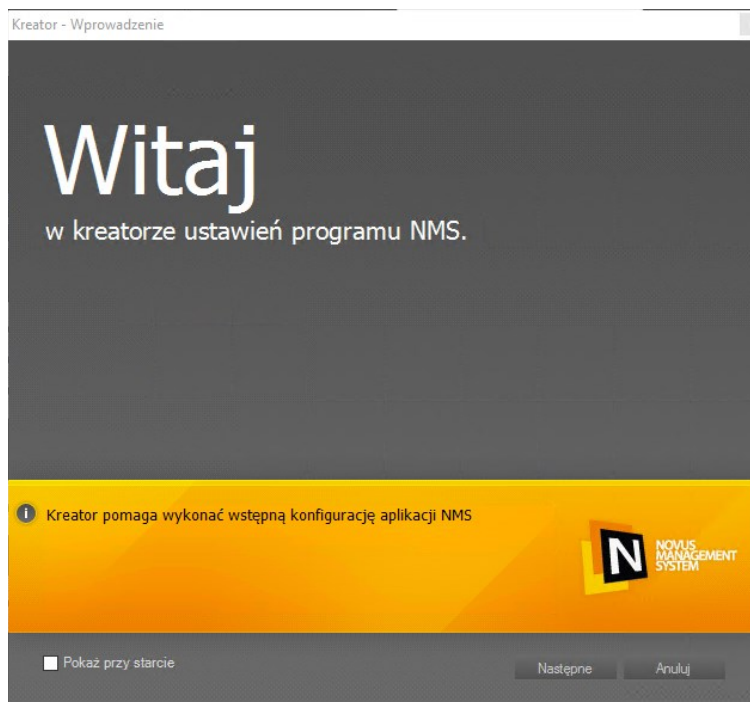 Kreator - Wprowadzenie
Witaj
w kreatorze ustawień programu NMS.
i Kreator pomaga wykonać wstępną konfigurację aplikacji NMS
N
NOVUS
MANAGEMENT
SYSTEM
Pokaż przy starcie
Następne
Anuluj